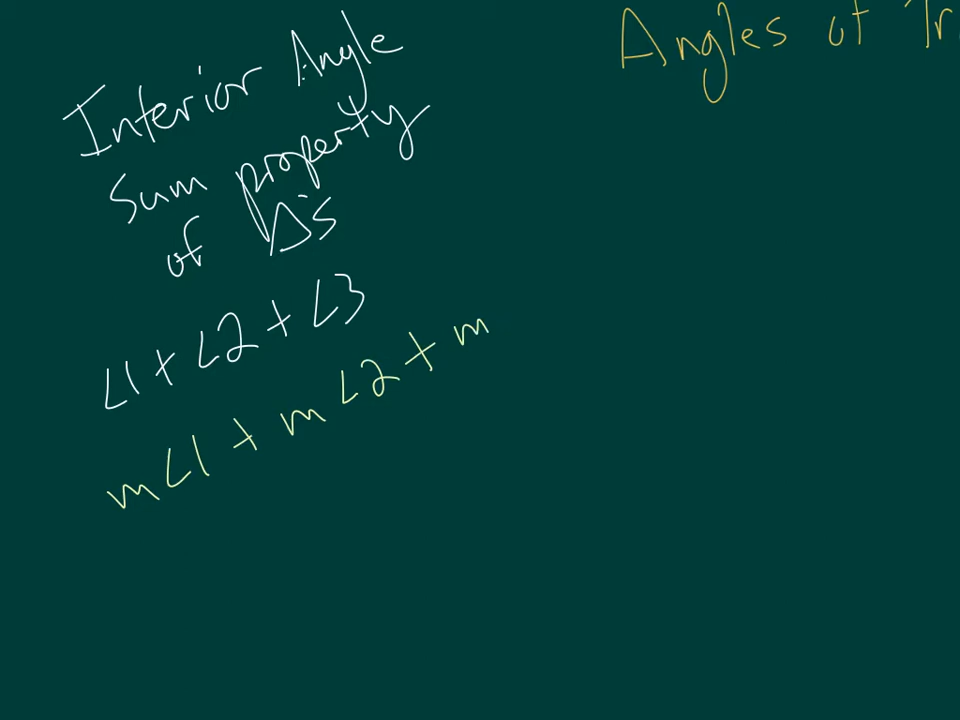 Angles of Tr
Interior Angle
sum property
of Δ's
∠1 + ∠2 + ∠3
m∠1 + m∠2 + m